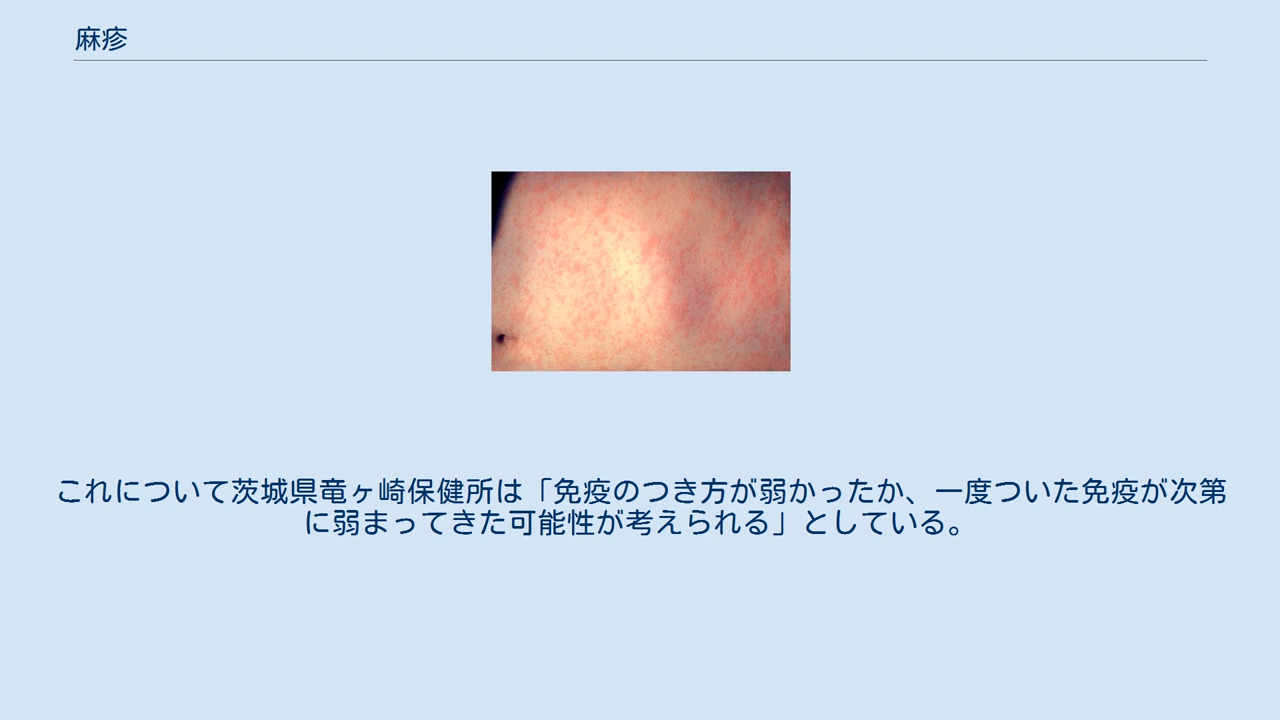 麻疹
これについて茨城県竜ヶ崎保健所は「免疫のつき方が弱かったか、一度ついた免疫が次第
に弱まってきた可能性が考えられる」としている。